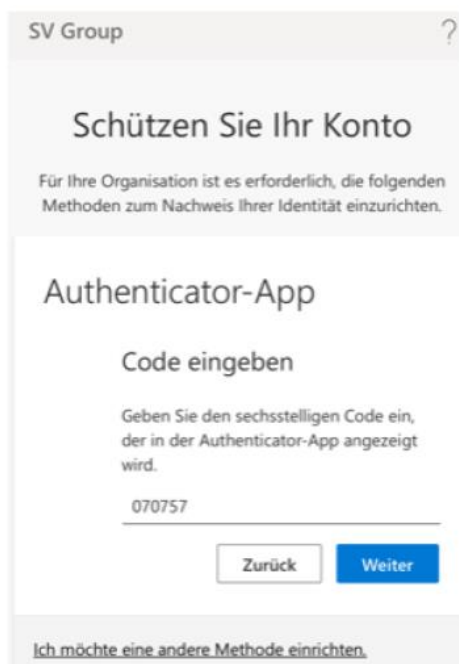 SV Group ?
Schützen Sie Ihr Konto
Für Ihre Organisation ist es erforderlich, die folgenden
Methoden zum Nachweis Ihrer Identität einzurichten.
Authenticator-App
Code eingeben
Geben Sie den sechsstelligen Code ein,
der in der Authenticator-App angezeigt
wird.
070757
Zurück Weiter
Ich möchte eine andere Methode einrichten.